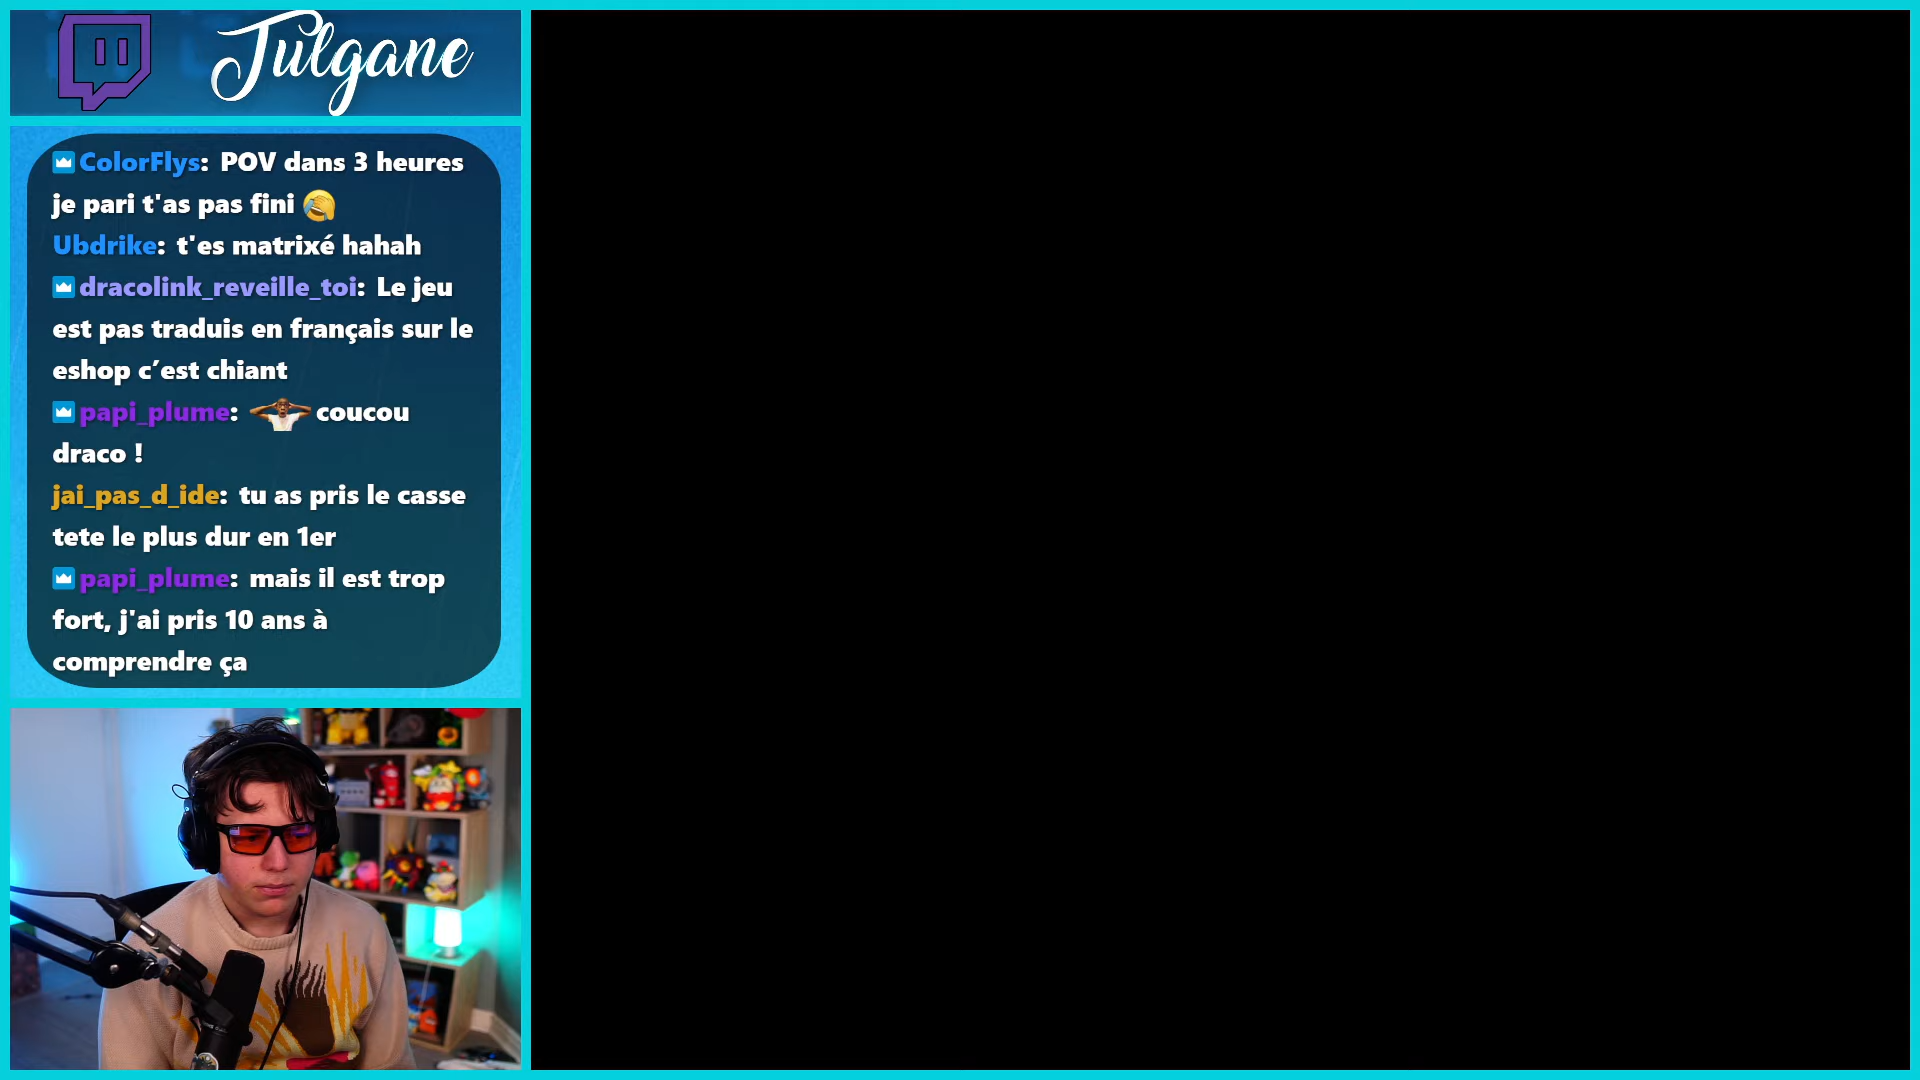 Julgane
ColorFlys: POV dans 3 heures
je pari t'as pas fini
Ubdrike: t'es matrixé hahah
dracolink_reveille_toi: Le jeu
est pas traduis en français sur le
eshop c’est chiant
papi_plume: coucou
draco !
jai_pas_d_ide: tu as pris le casse
tete le plus dur en 1er
papi_plume: mais il est trop
fort, j'ai pris 10 ans à
comprendre ça